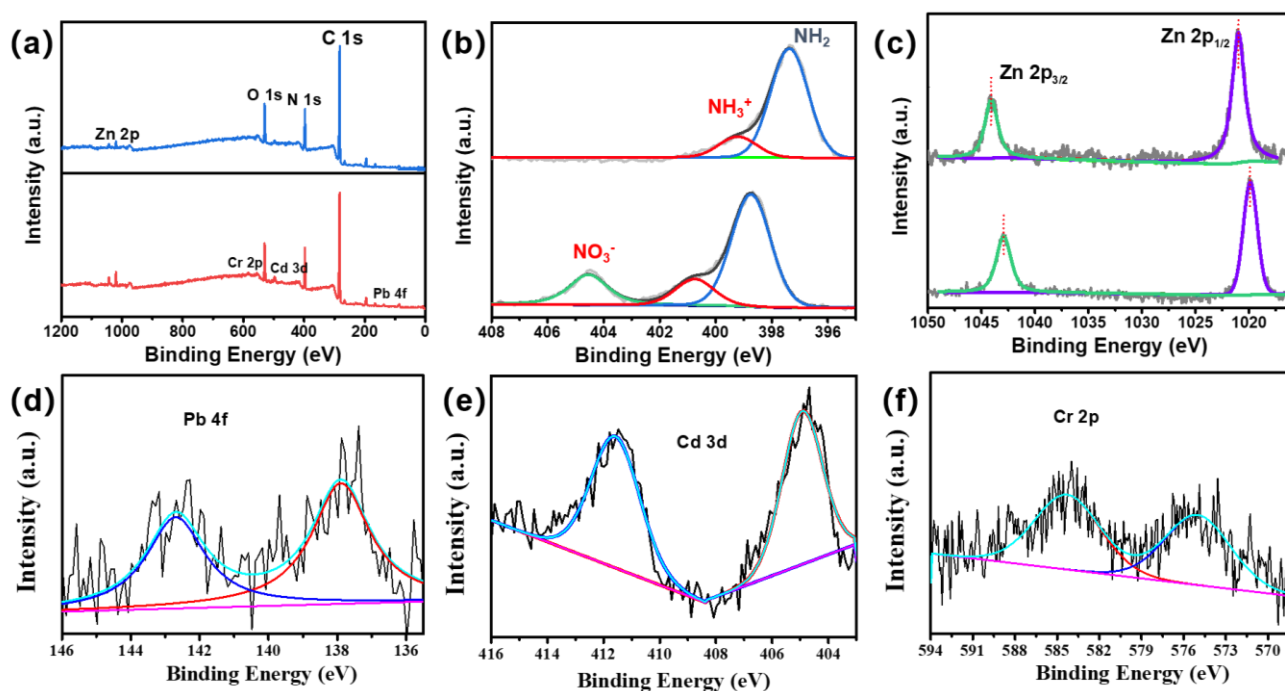 (a)
C 1s
O 1s
N 1s
Zn 2p
Cr 2p
Cd 3d
Pb 4f
Intensity (a.u.)
Intensity (a.u.)
1200 1000 800 600 400 200 0
Binding Energy (eV)
(b)
NH2
NH3+
NO3-
Intensity (a.u.)
408 406 404 402 400 398 396
Binding Energy (eV)
(c)
Zn 2p1/2
Zn 2p3/2
Intensity (a.u.)
1050 1045 1040 1035 1030 1025 1020
Binding Energy (eV)
(d)
Pb 4f
Intensity (a.u.)
146 144 142 140 138 136
Binding Energy (eV)
(e)
Cd 3d
Intensity (a.u.)
416 414 412 410 408 406 404
Binding Energy (eV)
(f)
Cr 2p
Intensity (a.u.)
594 591 588 585 582 579 576 573 570
Binding Energy (eV)